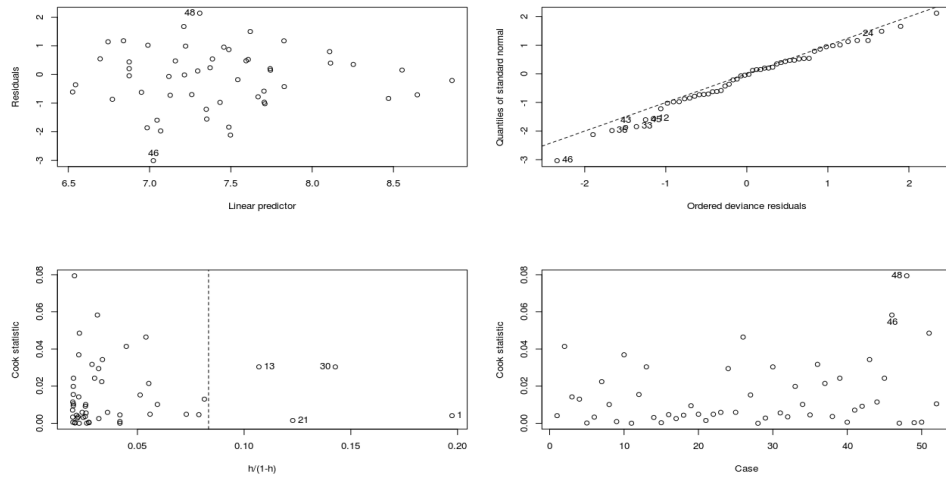 48
46
Residuals
2
1
0
-1
-2
-3
6.5 7.0 7.5 8.0 8.5
Linear predictor
24
43 45 12
36 33
46
Quantiles of standard normal
2
1
0
-1
-2
-3
-2 -1 0 1 2
Ordered deviance residuals
13 30
21
1
Cook statistic
0.08
0.06
0.04
0.02
0.00
0.05 0.10 0.15 0.20
h/(1-h)
48
46
Cook statistic
0.08
0.06
0.04
0.02
0.00
0 10 20 30 40 50
Case